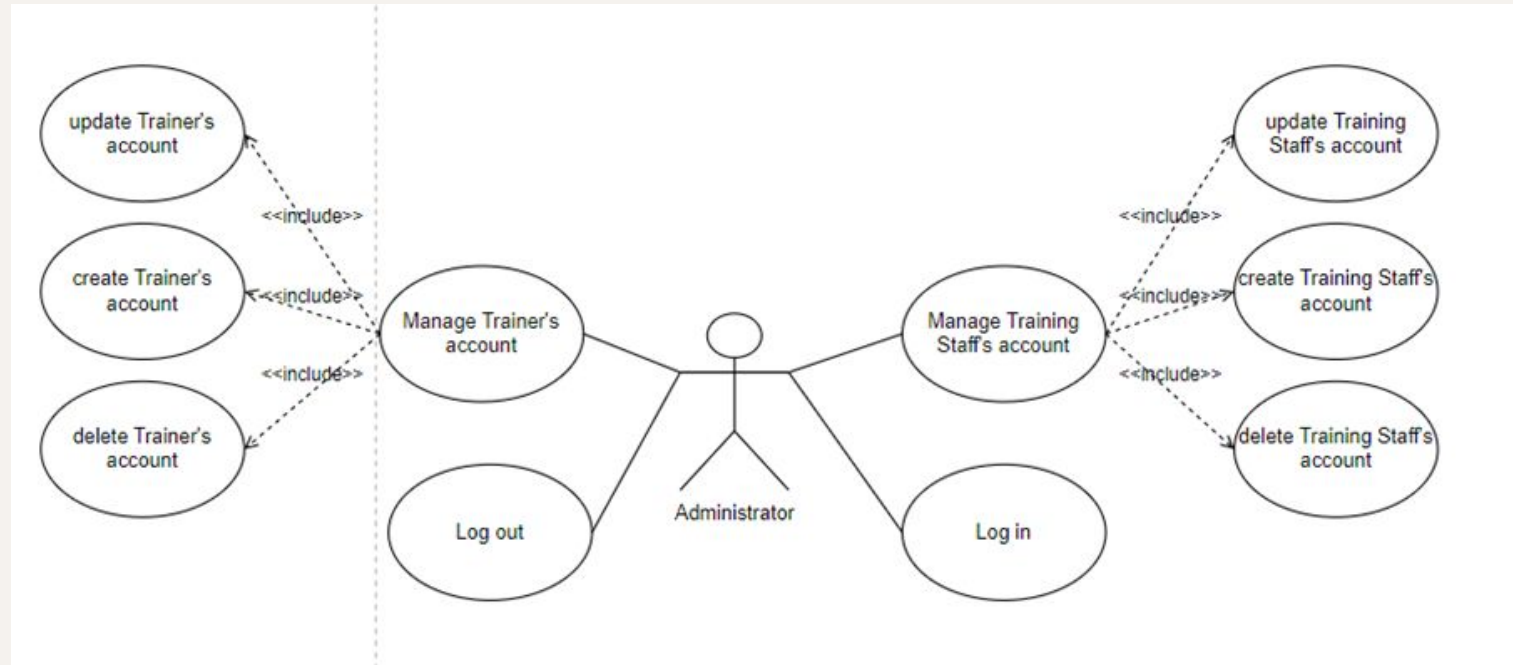 update Trainer's
account
<<include>>
create Trainer's
account
<<include>>
<<include>>
delete Trainer's
account
Manage Trainer's
account
Log out
Administrator
Manage Training
Staff's account
Log in
update Training
Staff's account
<<include>>
create Training Staff's
account
<<include>>
<<include>>
delete Training Staff's
account